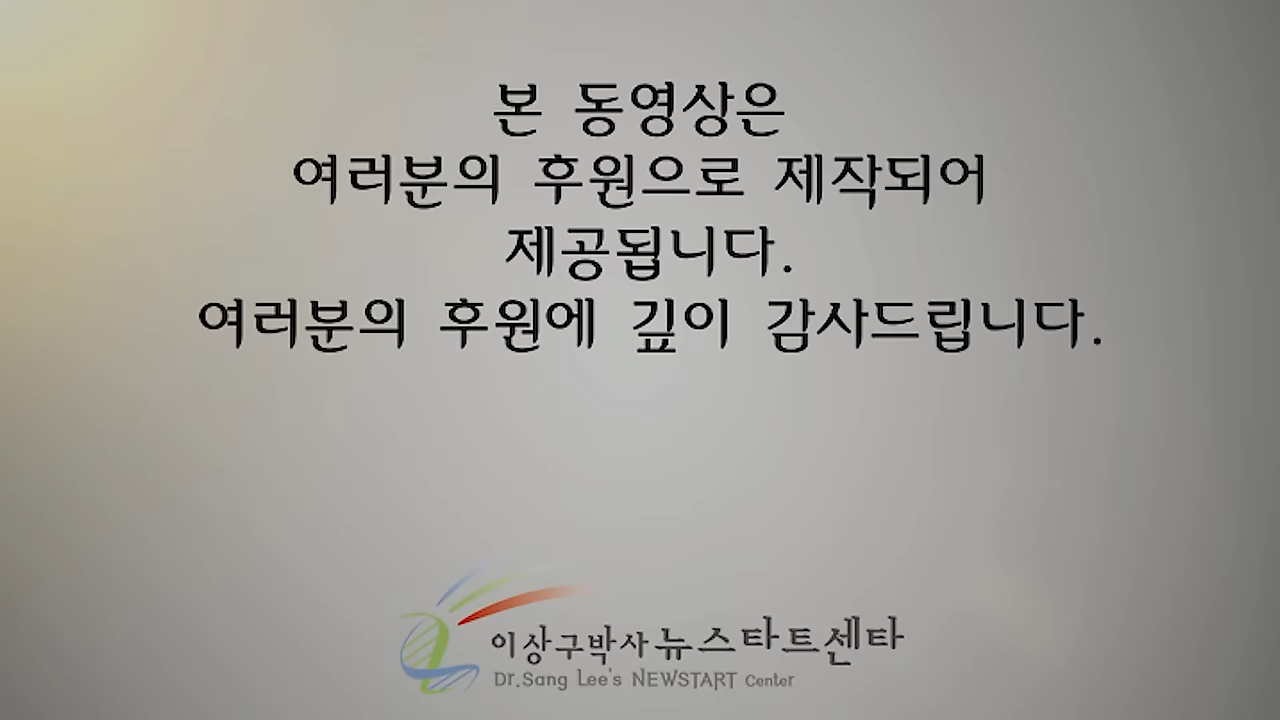 본 동영상은
여러분의 후원으로 제작되어
제공됩니다.
여러분의 후원에 깊이 감사드립니다.
이상구박사뉴스타트센타
Dr.Sang Lee's NEWSTART Center